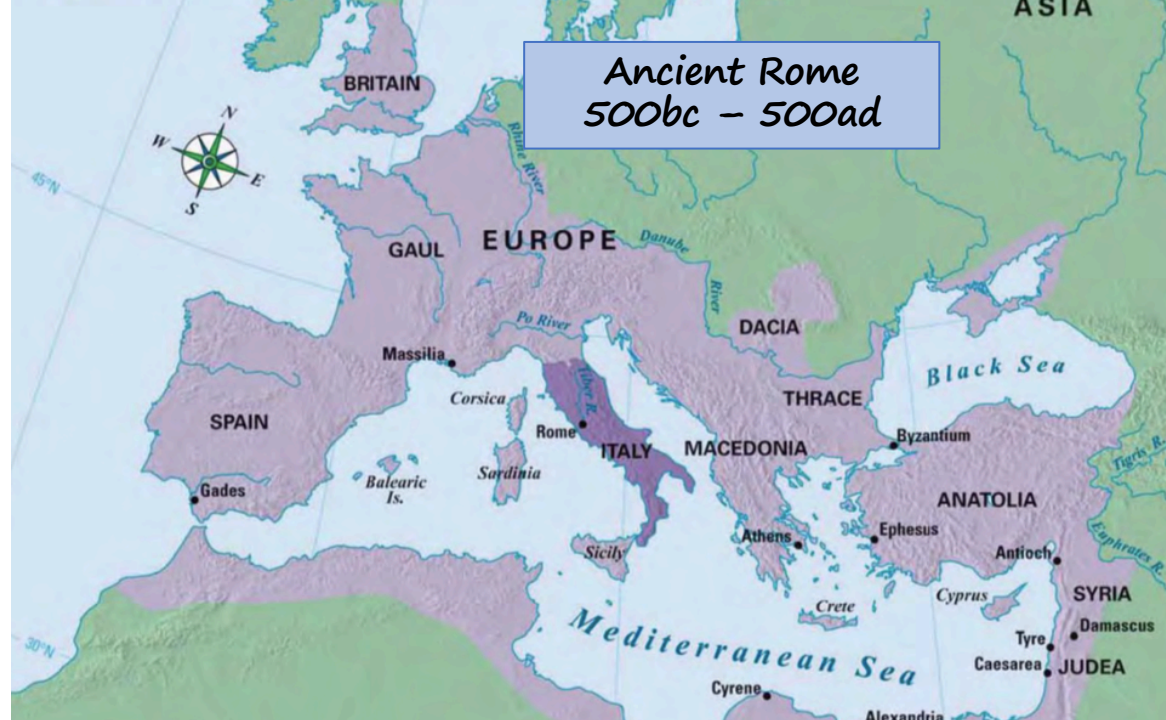 ASIA
Ancient Rome
500bc – 500ad
BRITAIN
N
W
E
S
45°N
Rhine River
GAUL
EUROPE
Danube
River
Po River
DACIA
Massilia
Black Sea
Corsica
Tiber R.
THRACE
SPAIN
Rome
ITALY
MACEDONIA
Byzantium
Tigris R.
Sardinia
Balearic
Is.
Gades
ANATOLIA
Athens
Ephesus
Euphrates R.
Sicily
Antioch
Cyprus
SYRIA
Crete
Mediterranean Sea
Damascus
Tyre
30°N
Caesarea
JUDEA
Cyrene
Alexandria